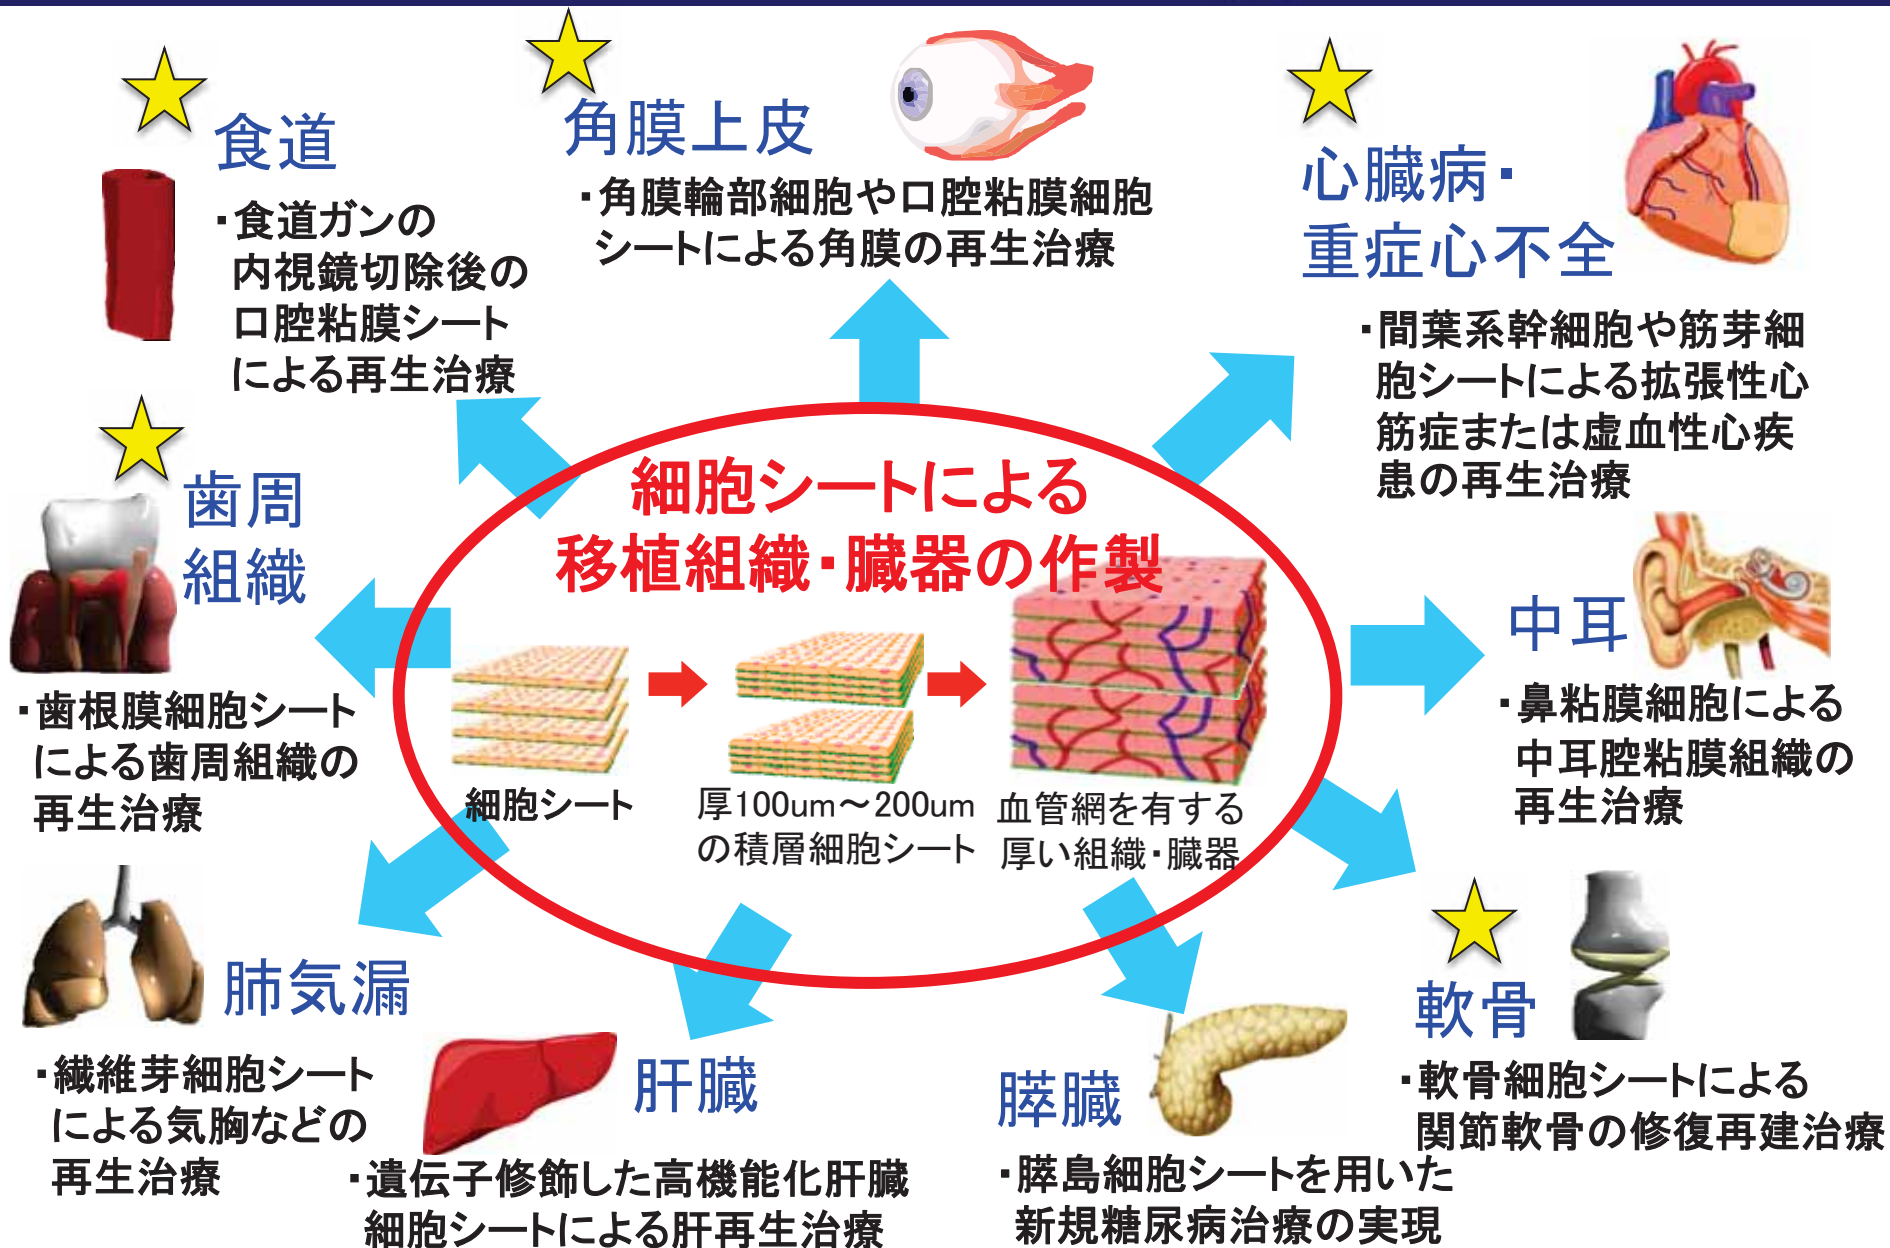 食道
・食道ガンの
内視鏡切除後の
口腔粘膜シート
による再生治療
角膜上皮
・角膜輪部細胞や口腔粘膜細胞
シートによる角膜の再生治療
心臓病・
重症心不全
・間葉系幹細胞や筋芽細
胞シートによる拡張性心
筋症または虚血性心疾
患の再生治療
歯周
組織
・歯根膜細胞シート
による歯周組織の
再生治療
細胞シートによる
移植組織・臓器の作製
細胞シート
厚100um～200um
の積層細胞シート
血管網を有する
厚い組織・臓器
中耳
・鼻粘膜細胞による
中耳腔粘膜組織の
再生治療
肺気漏
・繊維芽細胞シート
による気胸などの
再生治療
肝臓
・遺伝子修飾した高機能化肝臓
細胞シートによる肝再生治療
膵臓
・膵島細胞シートを用いた
新規糖尿病治療の実現
軟骨
・軟骨細胞シートによる
関節軟骨の修復再建治療